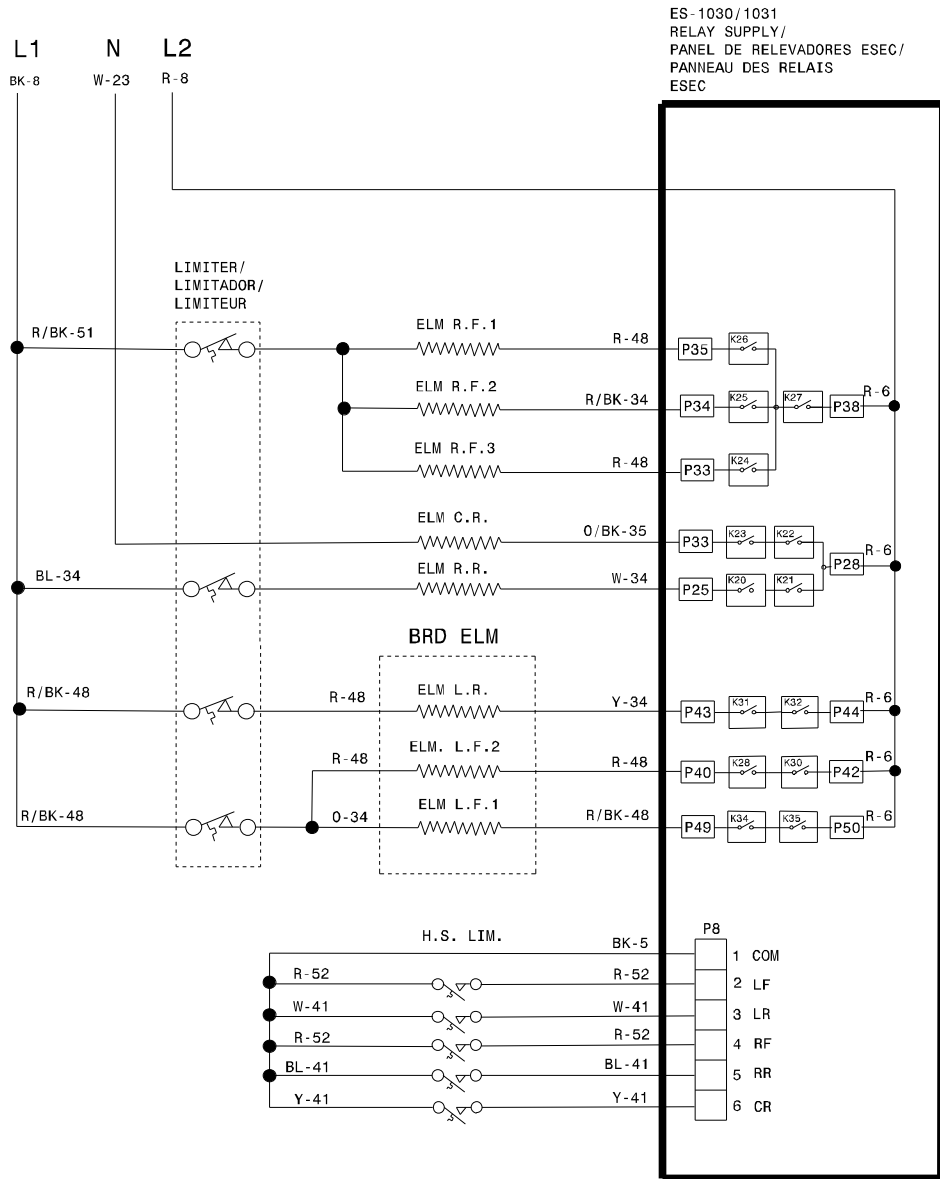 ES-1030/1031
RELAY SUPPLY/
PANEL DE RELEVADORES ESEC/
PANNEAU DES RELAIS
ESEC
L1 N L2
BK-8 W-23 R-8
LIMITER/
LIMITADOR/
LIMITEUR
R/BK-51
ELM R.F.1
R-48
P35
K26
ELM R.F.2
R/BK-34
P34
K25
K27
P38
R-6
ELM R.F.3
R-48
P33
K24
ELM C.R.
O/BK-35
P33
K23
K22
P28
R-6
BL-34
ELM R.R.
W-34
P25
K20
K21
BRD ELM
R/BK-48
R-48
ELM L.R.
Y-34
P43
K31
K32
P44
R-6
R-48
ELM. L.F.2
R-48
P40
K28
K30
P42
R-6
R/BK-48
O-34
ELM L.F.1
R/BK-48
P49
K34
K35
P50
R-6
H.S. LIM.
P8
BK-5
1 COM
R-52 R-52
2 LF
W-41 W-41
3 LR
R-52 R-52
4 RF
BL-41 BL-41
5 RR
Y-41 Y-41
6 CR